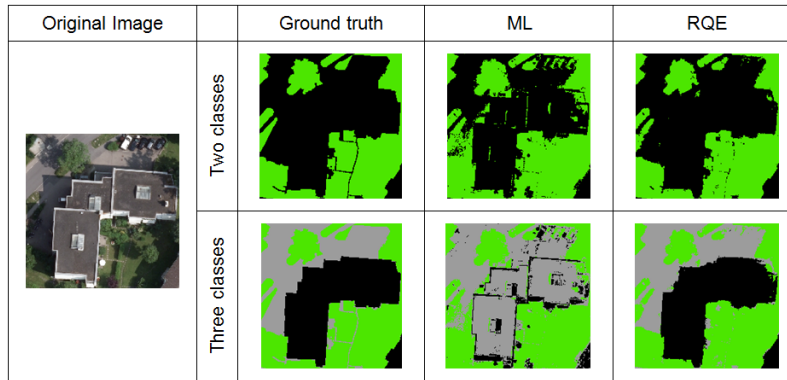 Original Image
Ground truth
ML
RQE
Two classes
Three classes